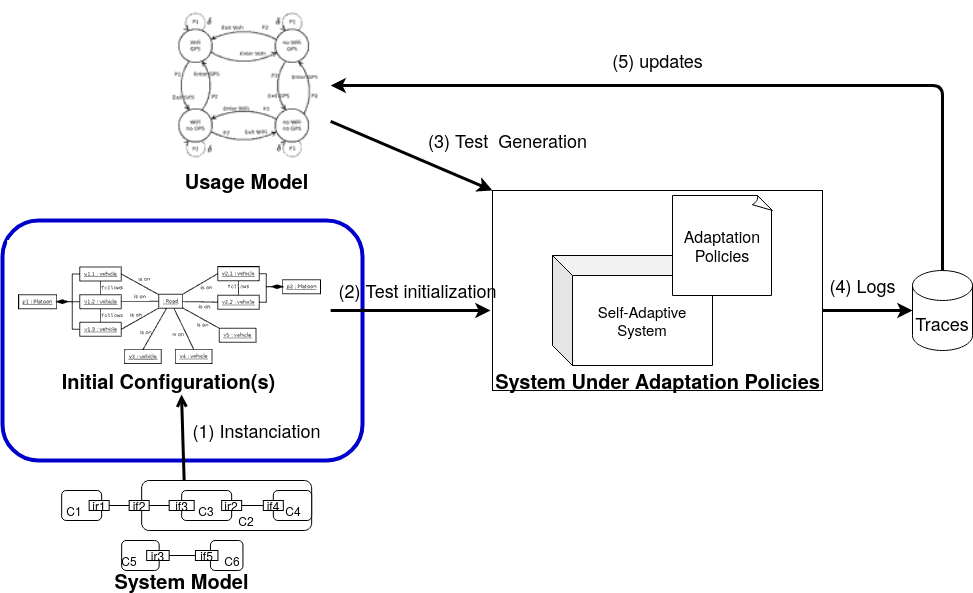 P1
δ
P1
δ
Exit WiFi
P2
WiFi
GPS
no WiFi
GPS
Enter WiFi
P2
Enter GPS
P2
Enter GPS
Exit GPS
P2
Exit GPS
P2
Enter WiFi
P2
WiFi
no GPS
no WiFi
no GPS
P2
Exit WiFi
P2
δ
P1
δ
Usage Model
(5) updates
(3) Test Generation
Adaptation
Policies
Self-Adaptive
System
System Under Adaptation Policies
(4) Logs
Traces
(2) Test initialization
v1.1 : vehicle
v2.1 : vehicle
is on
is on
follows
follows
p1 : Platoon
v1.2 : vehicle
is on
: Road
is on
v2.2 : vehicle
p2 : Platoon
follows
is on
is on
v1.3 : vehicle
is on
is on
v5 : vehicle
v3 : vehicle
v4 : vehicle
Initial Configuration(s)
(1) Instanciation
C1
ir1
if2
if3
C3
ir2
if4
C4
C2
C5
ir3
if5
C6
System Model